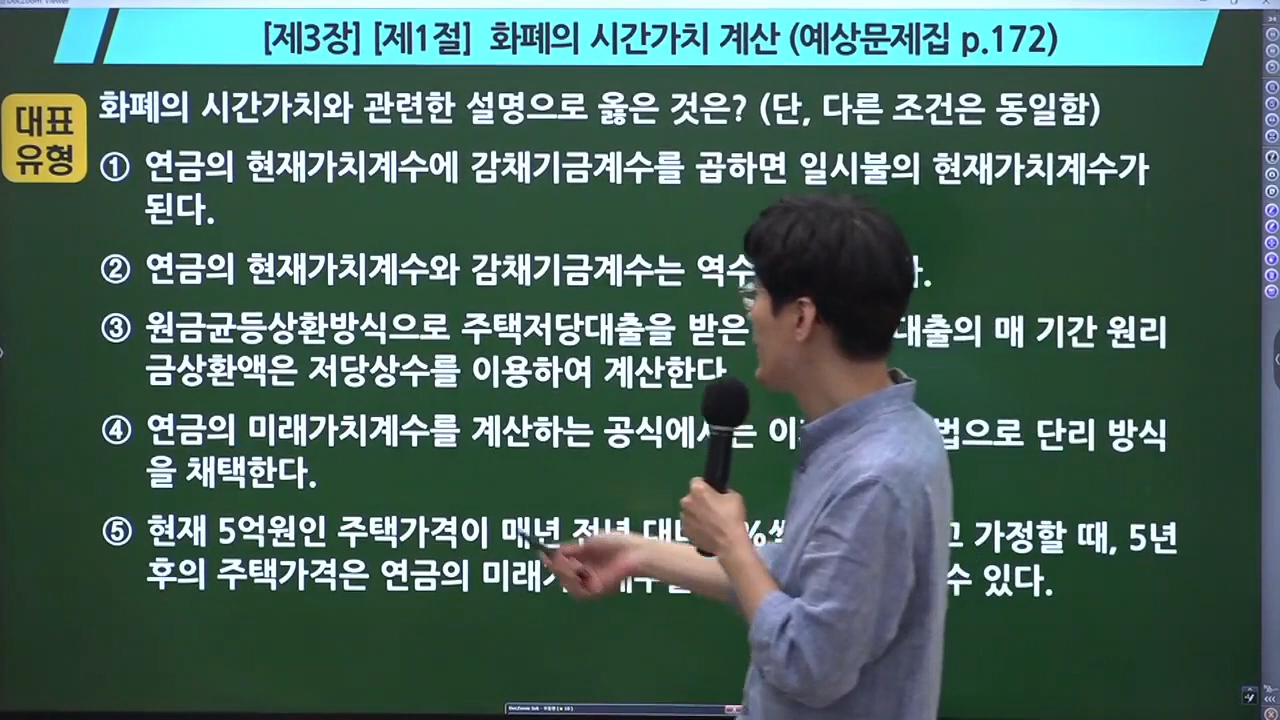 [제3장] [제1절] 화폐의 시간가치 계산 (예상문제집 p.172)
대표
유형
화폐의 시간가치와 관련한 설명으로 옳은 것은? (단, 다른 조건은 동일함)
① 연금의 현재가치계수에 감채기금계수를 곱하면 일시불의 현재가치계수가
된다.
② 연금의 현재가치계수와 감채기금계수는 역수
③ 원금균등상환방식으로 주택저당대출을 받은 대출의 매 기간 원리
금상환액은 저당상수를 이용하여 계산한다
④ 연금의 미래가치계수를 계산하는 공식에서는 법으로 단리 방식
을 채택한다.
⑤ 현재 5억원인 주택가격이 매년 전년 대비 가정할 때, 5년
후의 주택가격은 연금의 수 있다.